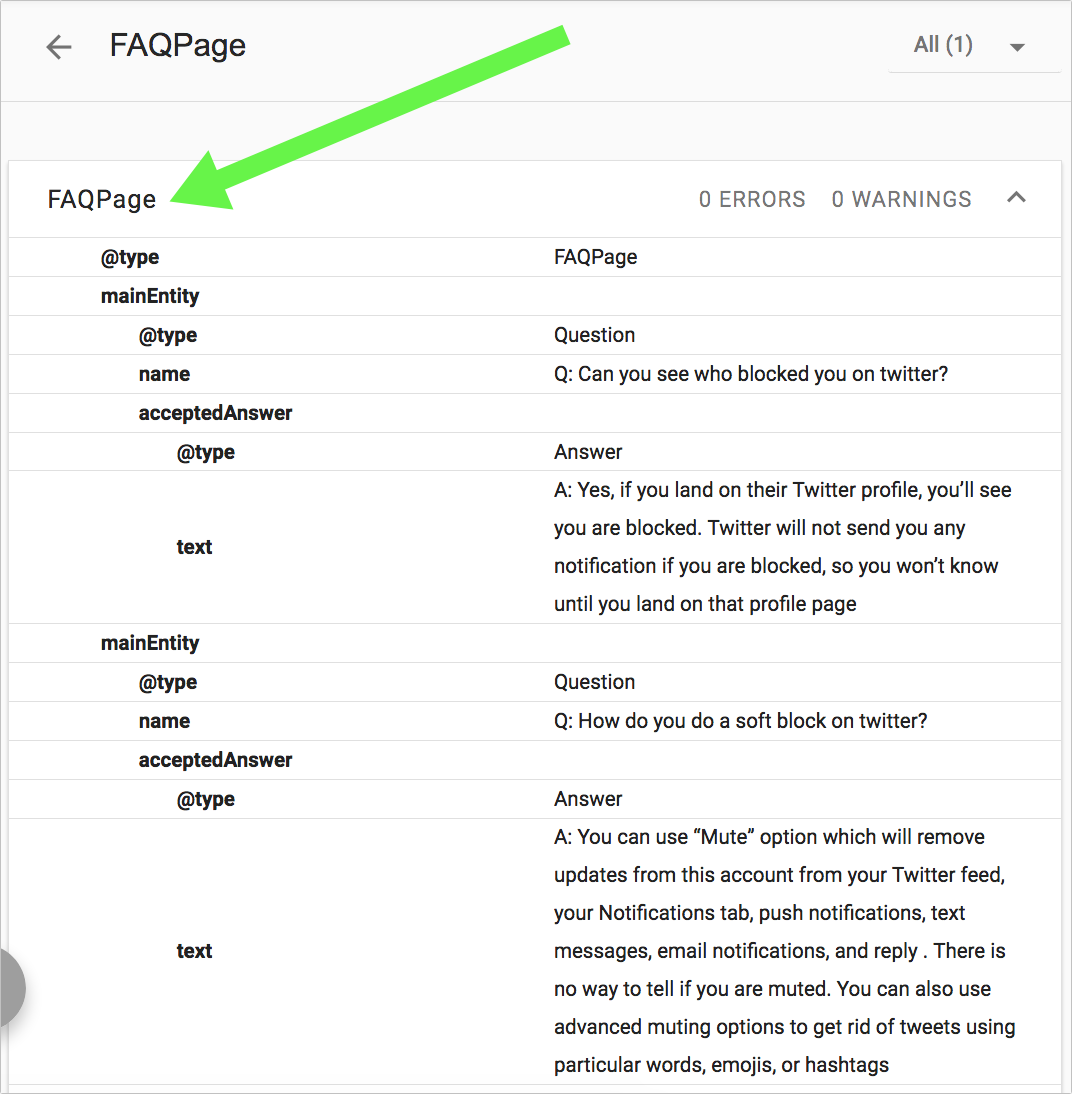 FAQPage
All (1)
FAQPage
0 ERRORS 0 WARNINGS
@type FAQPage
mainEntity
@type Question
name Q: Can you see who blocked you on twitter?
acceptedAnswer
@type Answer
text
A: Yes, if you land on their Twitter profile, you’ll see
you are blocked. Twitter will not send you any
notification if you are blocked, so you won’t know
until you land on that profile page
mainEntity
@type Question
name Q: How do you do a soft block on twitter?
acceptedAnswer
@type Answer
text
A: You can use “Mute” option which will remove
updates from this account from your Twitter feed,
your Notifications tab, push notifications, text
messages, email notifications, and reply . There is
no way to tell if you are muted. You can also use
advanced muting options to get rid of tweets using
particular words, emojis, or hashtags